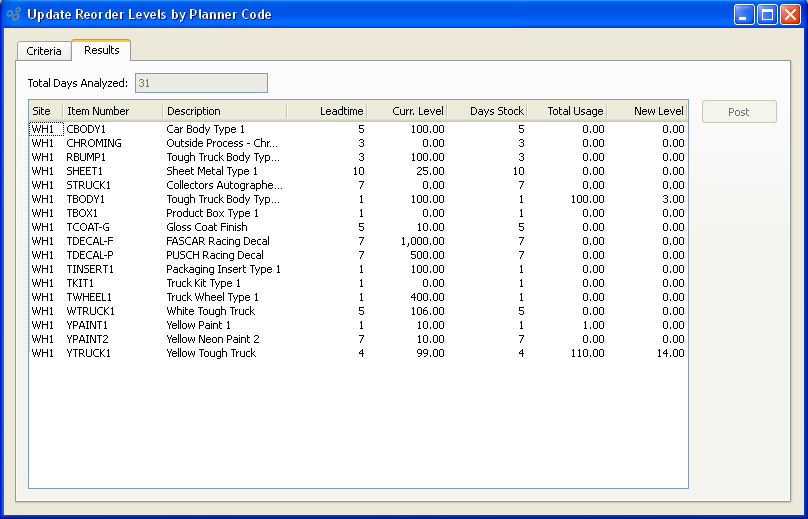 Update Reorder Levels by Planner Code
Criteria Results
Total Days Analyzed: 31
Site Item Number Description Leadtime Curr. Level Days Stock Total Usage New Level Post
WH1 CBODY1 Car Body Type 1 5 100.00 5 0.00 0.00
WH1 CHROMING Outside Process - Chr... 3 0.00 3 0.00 0.00
WH1 RBUMP1 Tough Truck Body Typ... 3 100.00 3 0.00 0.00
WH1 SHEET1 Sheet Metal Type 1 10 25.00 10 0.00 0.00
WH1 STRUCK1 Collectors Autographe... 7 0.00 7 0.00 0.00
WH1 TBODY1 Tough Truck Body Typ... 1 100.00 1 100.00 3.00
WH1 TBOX1 Product Box Type 1 1 0.00 1 0.00 0.00
WH1 TCOAT-G Gloss Coat Finish 5 10.00 5 0.00 0.00
WH1 TDECAL-F FASCAR Racing Decal 7 1,000.00 7 0.00 0.00
WH1 TDECAL-P PUSCH Racing Decal 7 500.00 7 0.00 0.00
WH1 TINSERT1 Packaging Insert Type 1 1 100.00 1 0.00 0.00
WH1 TKIT1 Truck Kit Type 1 1 0.00 1 0.00 0.00
WH1 TWHEEL1 Truck Wheel Type 1 1 400.00 1 0.00 0.00
WH1 WTRUCK1 White Tough Truck 5 106.00 5 0.00 0.00
WH1 YPAINT1 Yellow Paint 1 1 10.00 1 1.00 0.00
WH1 YPAINT2 Yellow Neon Paint 2 7 10.00 7 0.00 0.00
WH1 YTRUCK1 Yellow Tough Truck 4 99.00 4 110.00 14.00